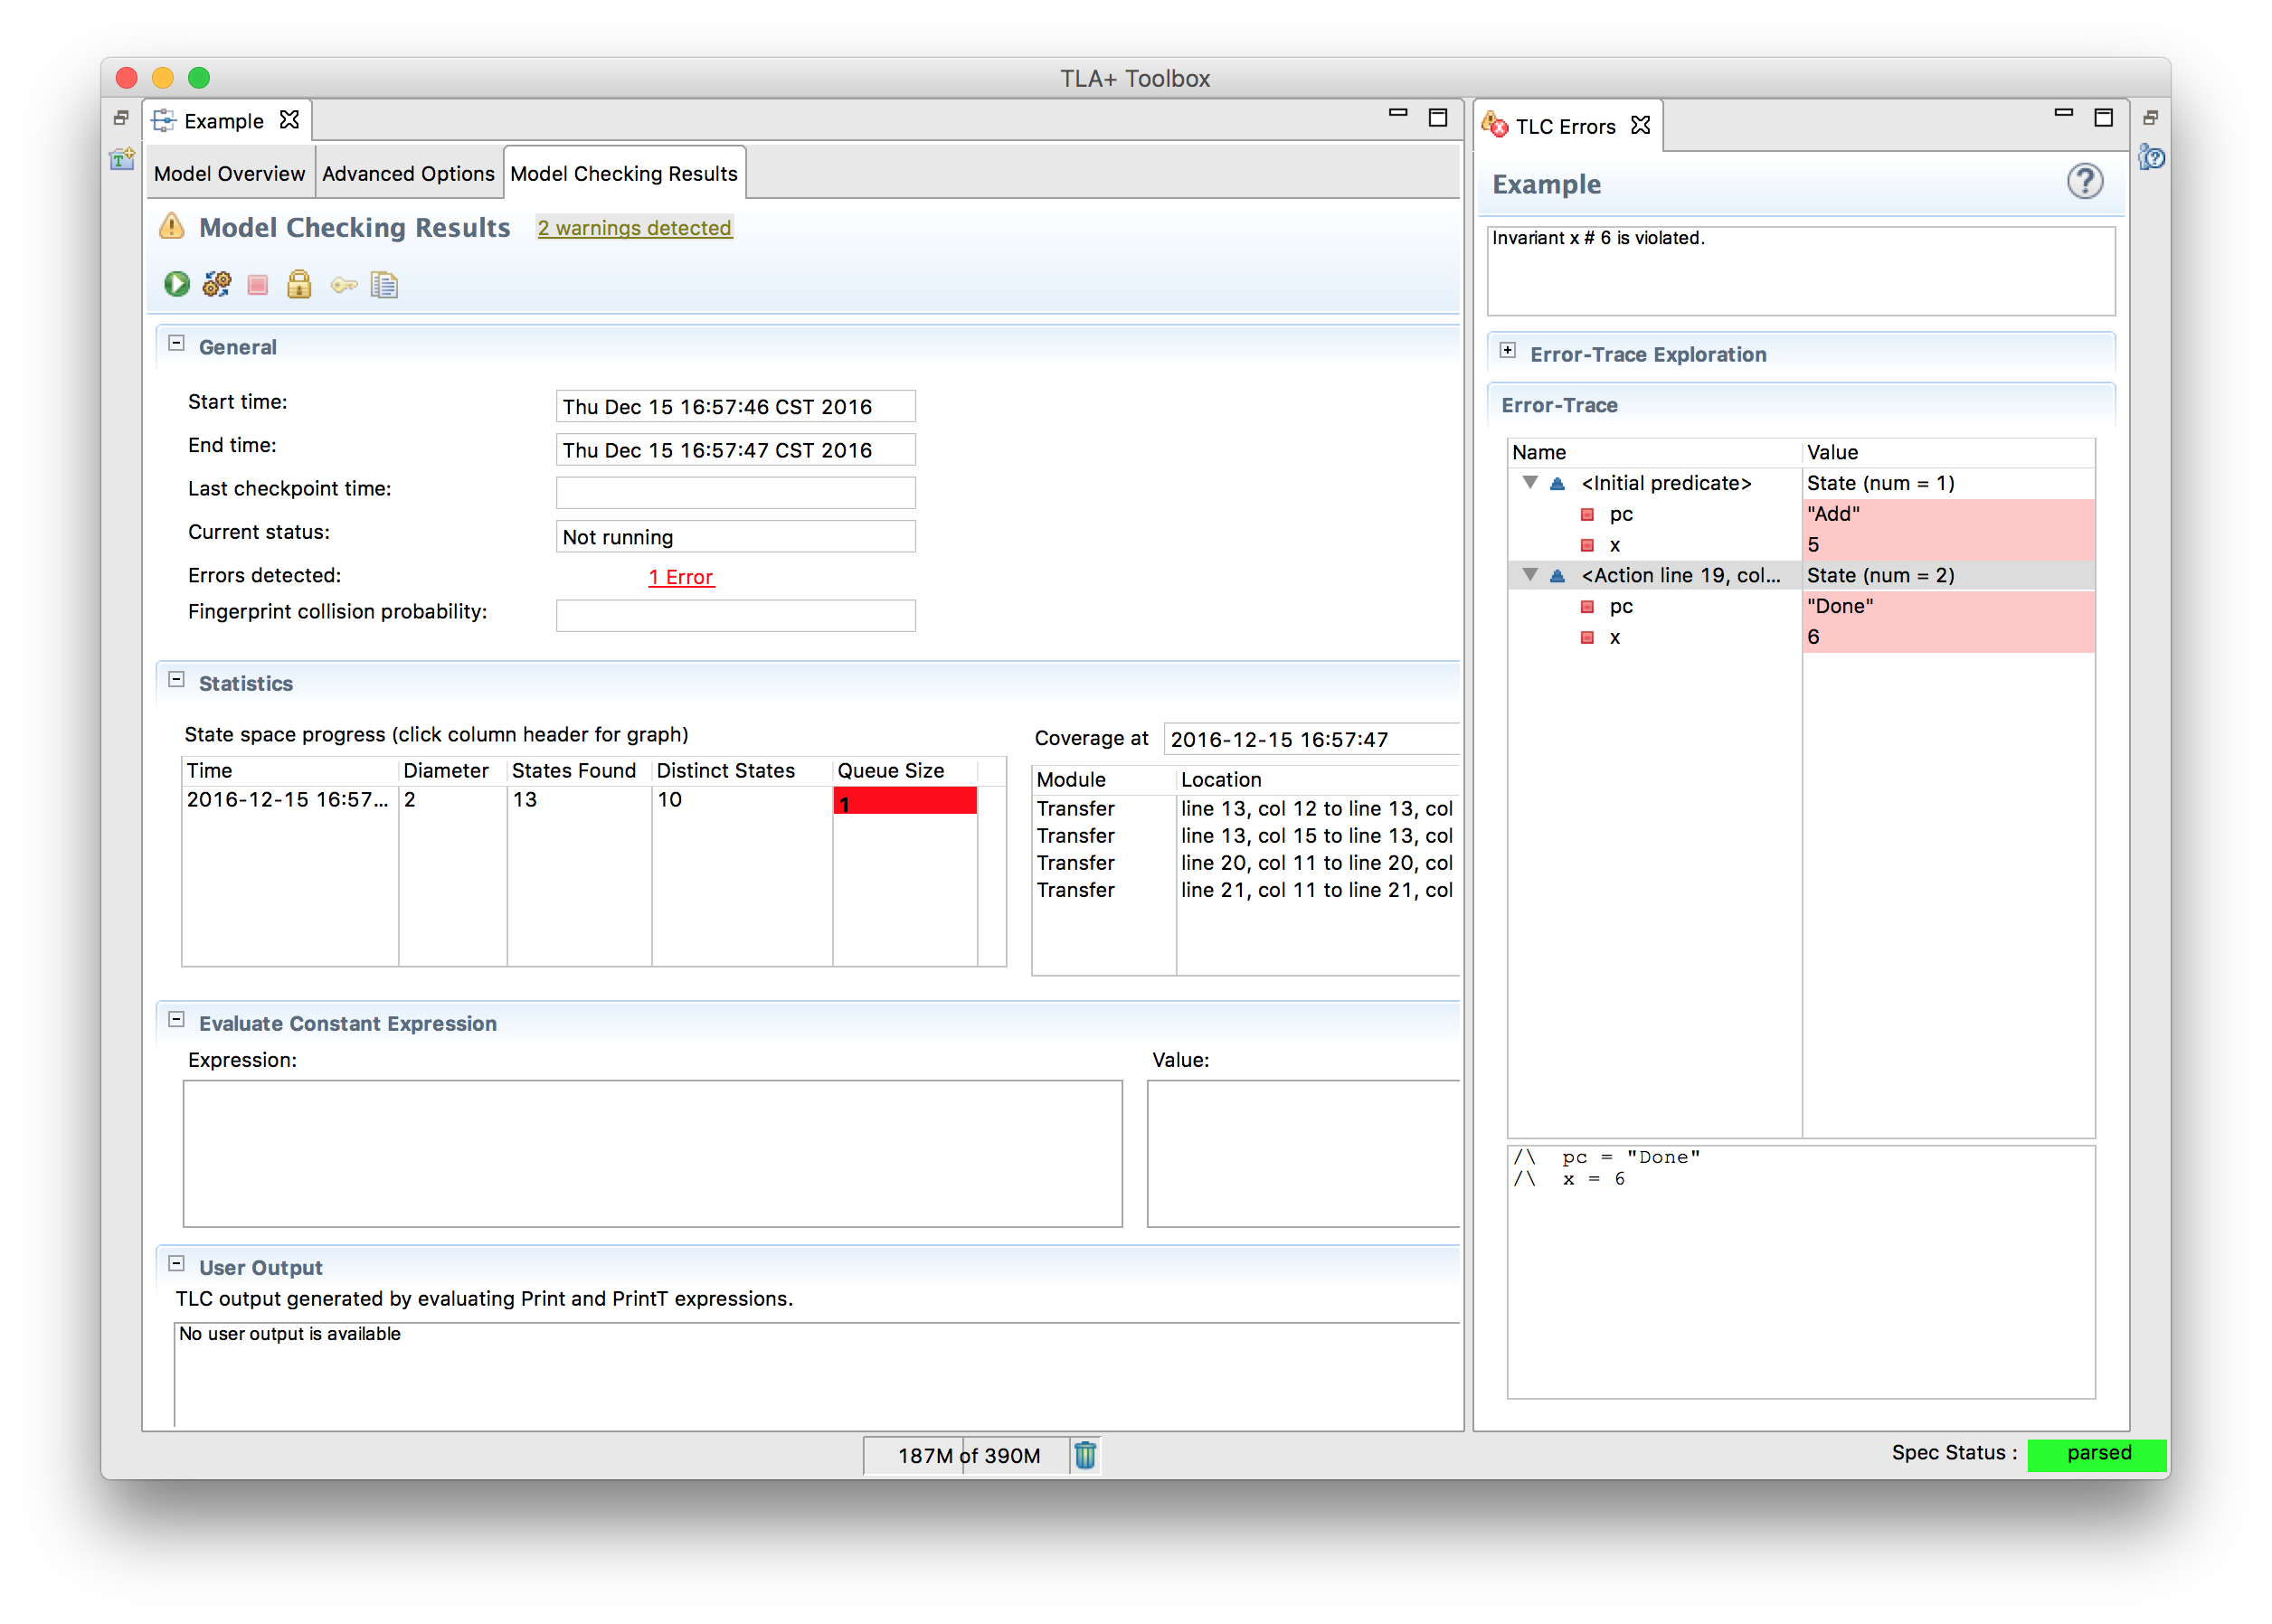 TLA+ Toolbox
Example
Model Overview
Advanced Options
Model Checking Results
Model Checking Results
2 warnings detected
General
Start time:
Thu Dec 15 16:57:46 CST 2016
End time:
Thu Dec 15 16:57:47 CST 2016
Last checkpoint time:
Current status:
Not running
Errors detected:
1 Error
Fingerprint collision probability:
Statistics
State space progress (click column header for graph)
Time Diameter States Found Distinct States Queue Size
2016-12-15 16:57... 2 13 10 1
Coverage at 2016-12-15 16:57:47
Module Location
Transfer line 13, col 12 to line 13, col
Transfer line 13, col 15 to line 13, col
Transfer line 20, col 11 to line 20, col
Transfer line 21, col 11 to line 21, col
Evaluate Constant Expression
Expression:
Value:
User Output
TLC output generated by evaluating Print and PrintT expressions.
No user output is available
TLC Errors
Example
Invariant x # 6 is violated.
Error-Trace Exploration
Error-Trace
Name Value
<Initial predicate> State (num = 1)
pc "Add"
x 5
<Action line 19, col... State (num = 2)
pc "Done"
x 6
/\ pc = "Done"
/\ x = 6
187M of 390M
Spec Status : parsed